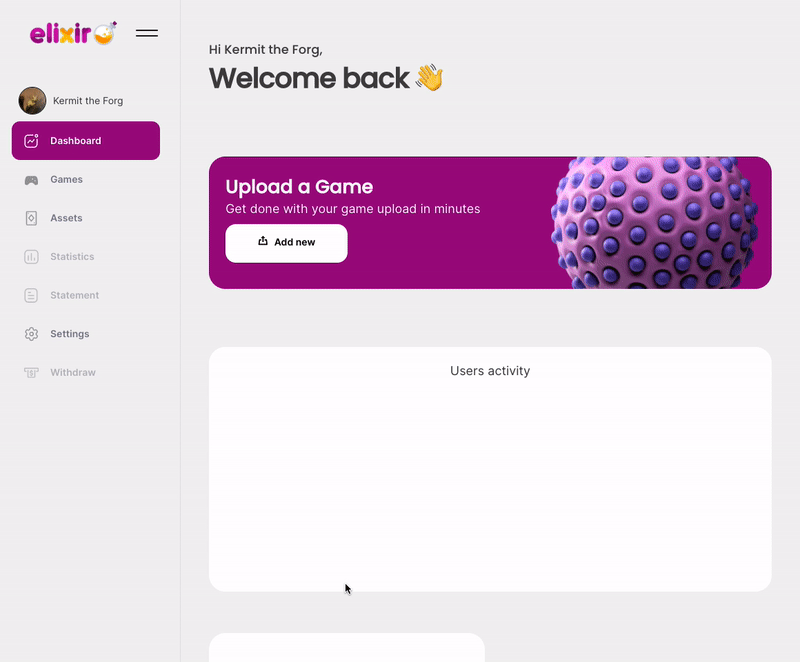 elixir
Kermit the Forg
Dashboard
Games
Assets
Statistics
Statement
Settings
Withdraw
Hi Kermit the Forg,
Welcome back 👋
Upload a Game
Get done with your game upload in minutes
Add new
Users activity